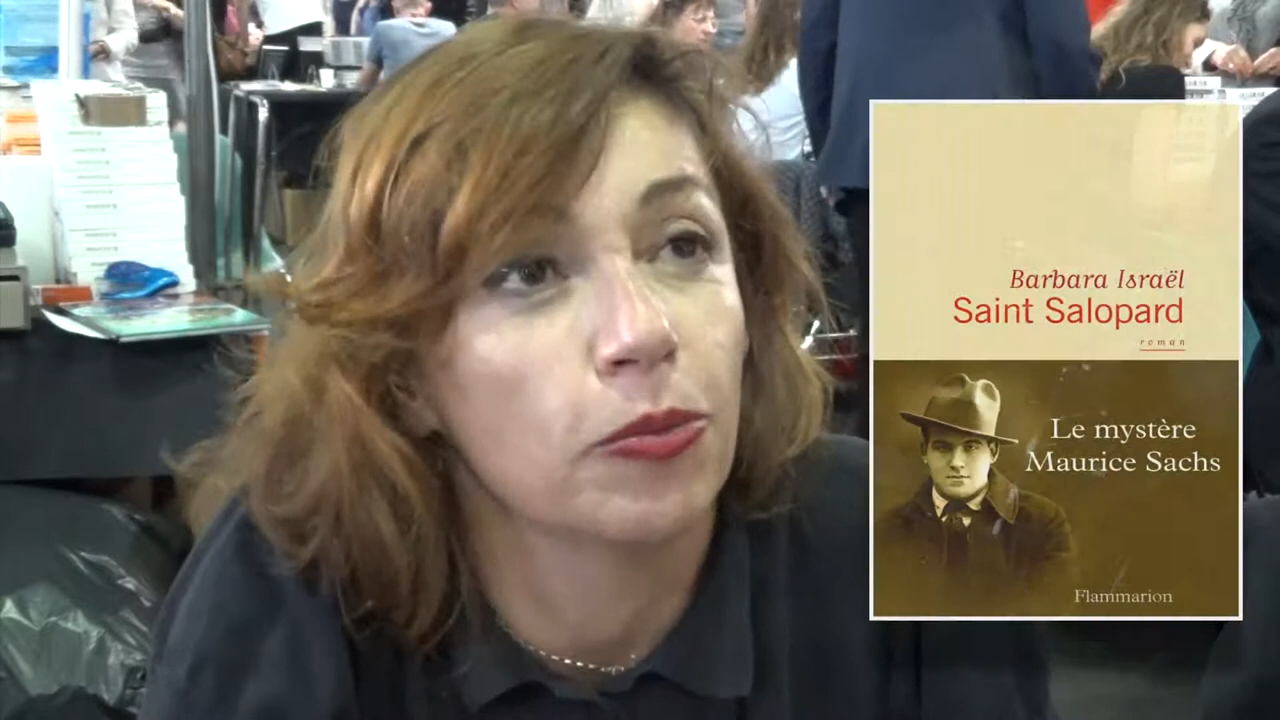 Barbara Israël
Saint Salopard
roman
Le mystère
Maurice Sachs
Flammarion